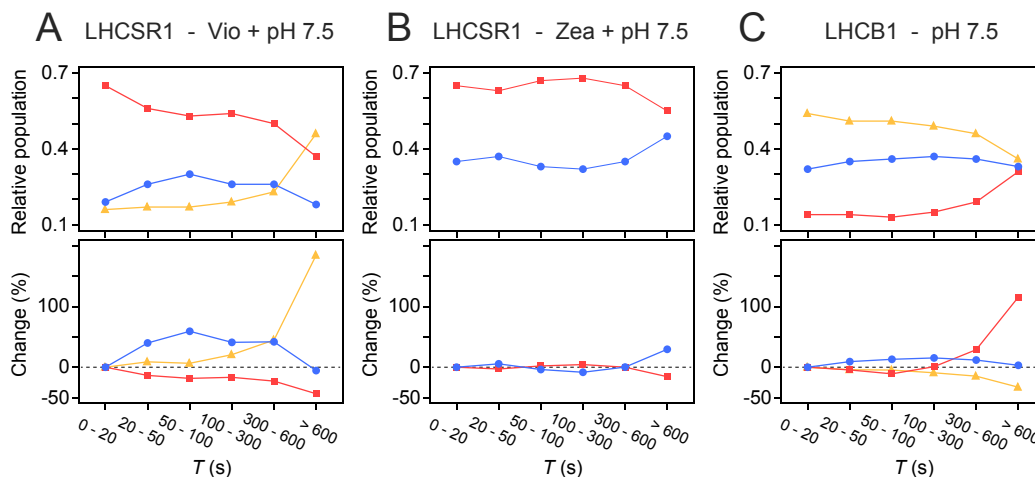 A LHCSR1 - Vio + pH 7.5
B LHCSR1 - Zea + pH 7.5
C LHCB1 - pH 7.5
Relative population
0.7
0.4
0.1
Relative population
0.7
0.4
0.1
Relative population
0.7
0.4
0.1
Change (%)
100
0
-50
Change (%)
100
0
-50
Change (%)
100
0
-50
0 - 20
20 - 50
50 - 100
100 - 300
300 - 600
> 600
T (s)
0 - 20
20 - 50
50 - 100
100 - 300
300 - 600
> 600
T (s)
0 - 20
20 - 50
50 - 100
100 - 300
300 - 600
> 600
T (s)